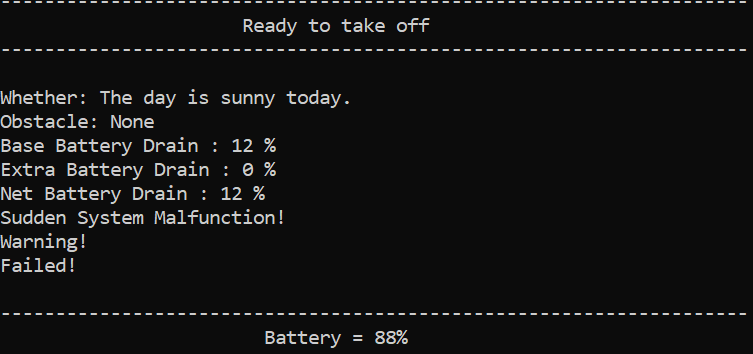 --------------------------------------------------------------------
Ready to take off
--------------------------------------------------------------------
Whether: The day is sunny today.
Obstacle: None
Base Battery Drain : 12 %
Extra Battery Drain : 0 %
Net Battery Drain : 12 %
Sudden System Malfunction!
Warning!
Failed!
--------------------------------------------------------------------
Battery = 88%